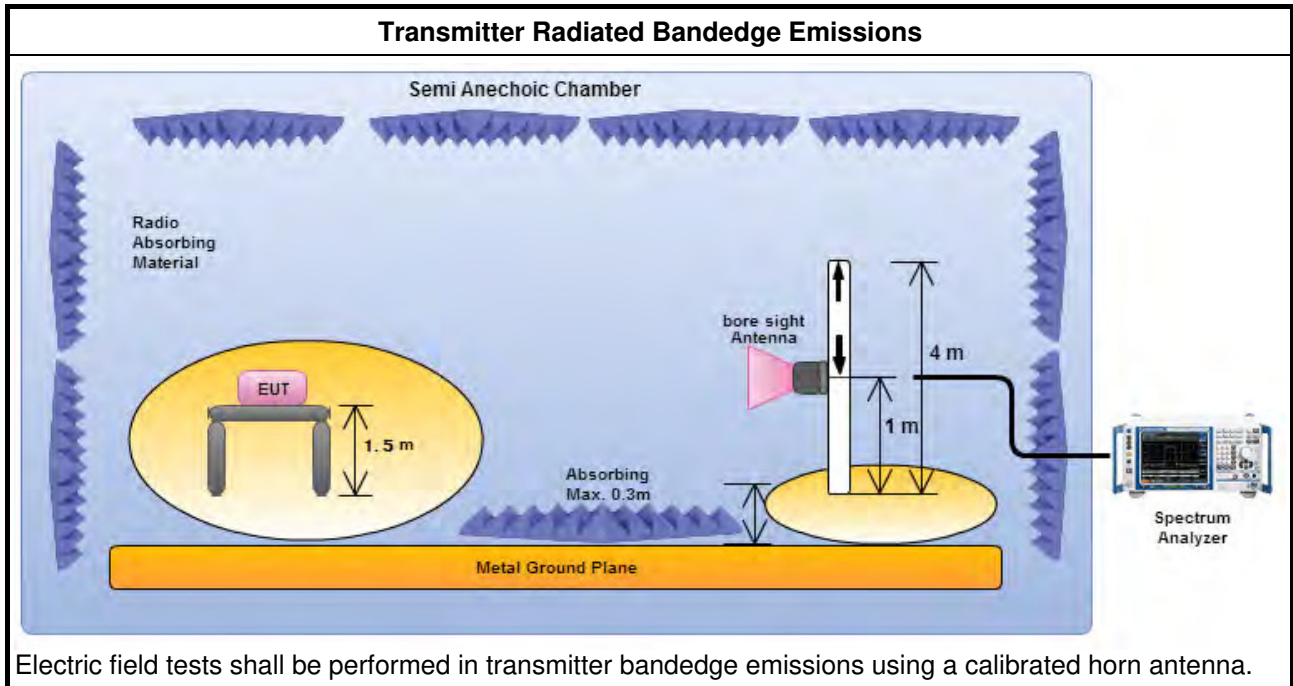 Transmitter Radiated Bandedge Emissions
Semi Anechoic Chamber
Radio
Absorbing
Material
bore sight
Antenna
EUT
4 m
1 m
1. 5 m
Absorbing
Max. 0.3m
Spectrum
Analyzer
Metal Ground Plane
Electric field tests shall be performed in transmitter bandedge emissions using a calibrated horn antenna.